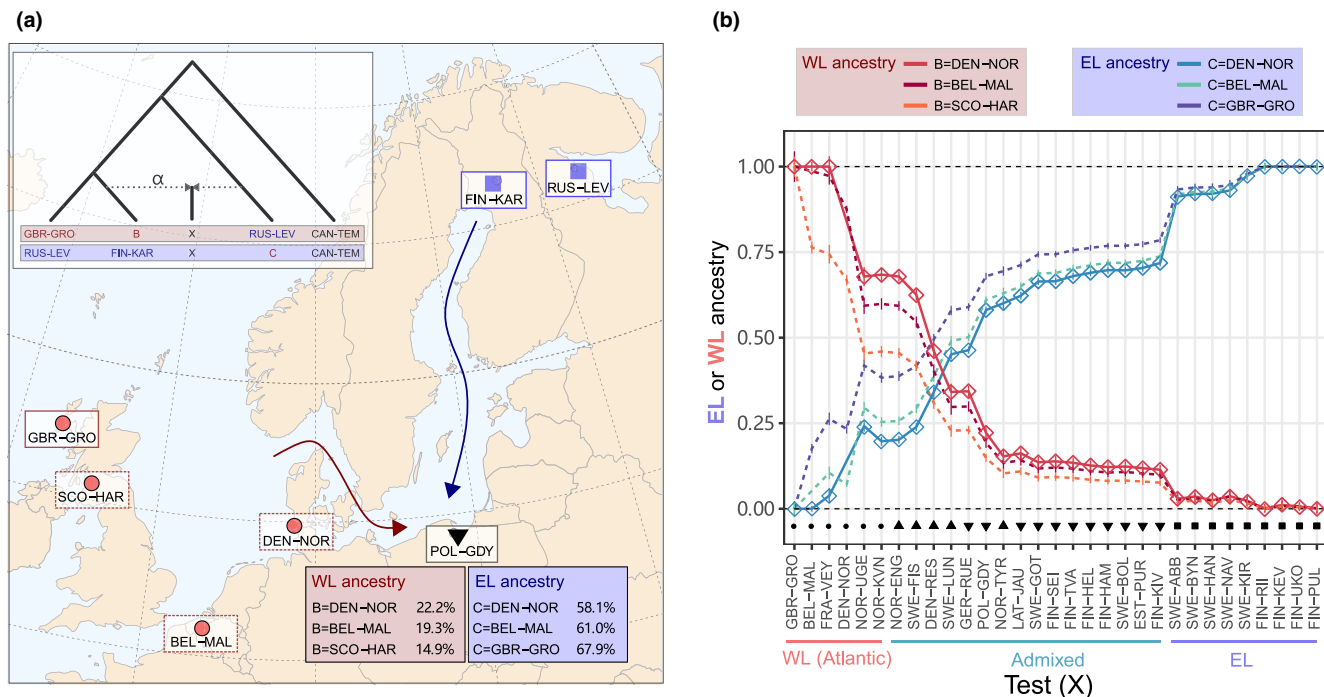 (a)
α
GBR−GRO B X RUS−LEV CAN−TEM
RUS−LEV FIN−KAR X C CAN−TEM
FIN−KAR
RUS−LEV
GBR−GRO
SCO−HAR
DEN−NOR
POL−GDY
BEL−MAL
WL ancestry
B=DEN−NOR 22.2%
B=BEL−MAL 19.3%
B=SCO−HAR 14.9%
EL ancestry
C=DEN−NOR 58.1%
C=BEL−MAL 61.0%
C=GBR−GRO 67.9%
(b)
WL ancestry
B=DEN−NOR
B=BEL−MAL
B=SCO−HAR
EL ancestry
C=DEN−NOR
C=BEL−MAL
C=GBR−GRO
EL or WL ancestry
1.00
0.75
0.50
0.25
0.00
GBR−GRO
BEL−MAL
FRA−VEY
DEN−NOR
NOR−UGE
NOR−KVN
NOR−ENG
SWE−FIS
DEN−RES
SWE−LUN
GER−RUE
POL−GDY
NOR−TYR
LAT−JAU
SWE−GOT
FIN−SEI
FIN−TVA
FIN−HEL
FIN−HAM
SWE−BOL
EST−PUR
FIN−KIV
SWE−ABB
SWE−BYN
SWE−HAN
SWE−NAV
SWE−KIR
FIN−RII
FIN−KEV
FIN−UKO
FIN−PUL
WL (Atlantic)
Admixed
EL
Test (X)